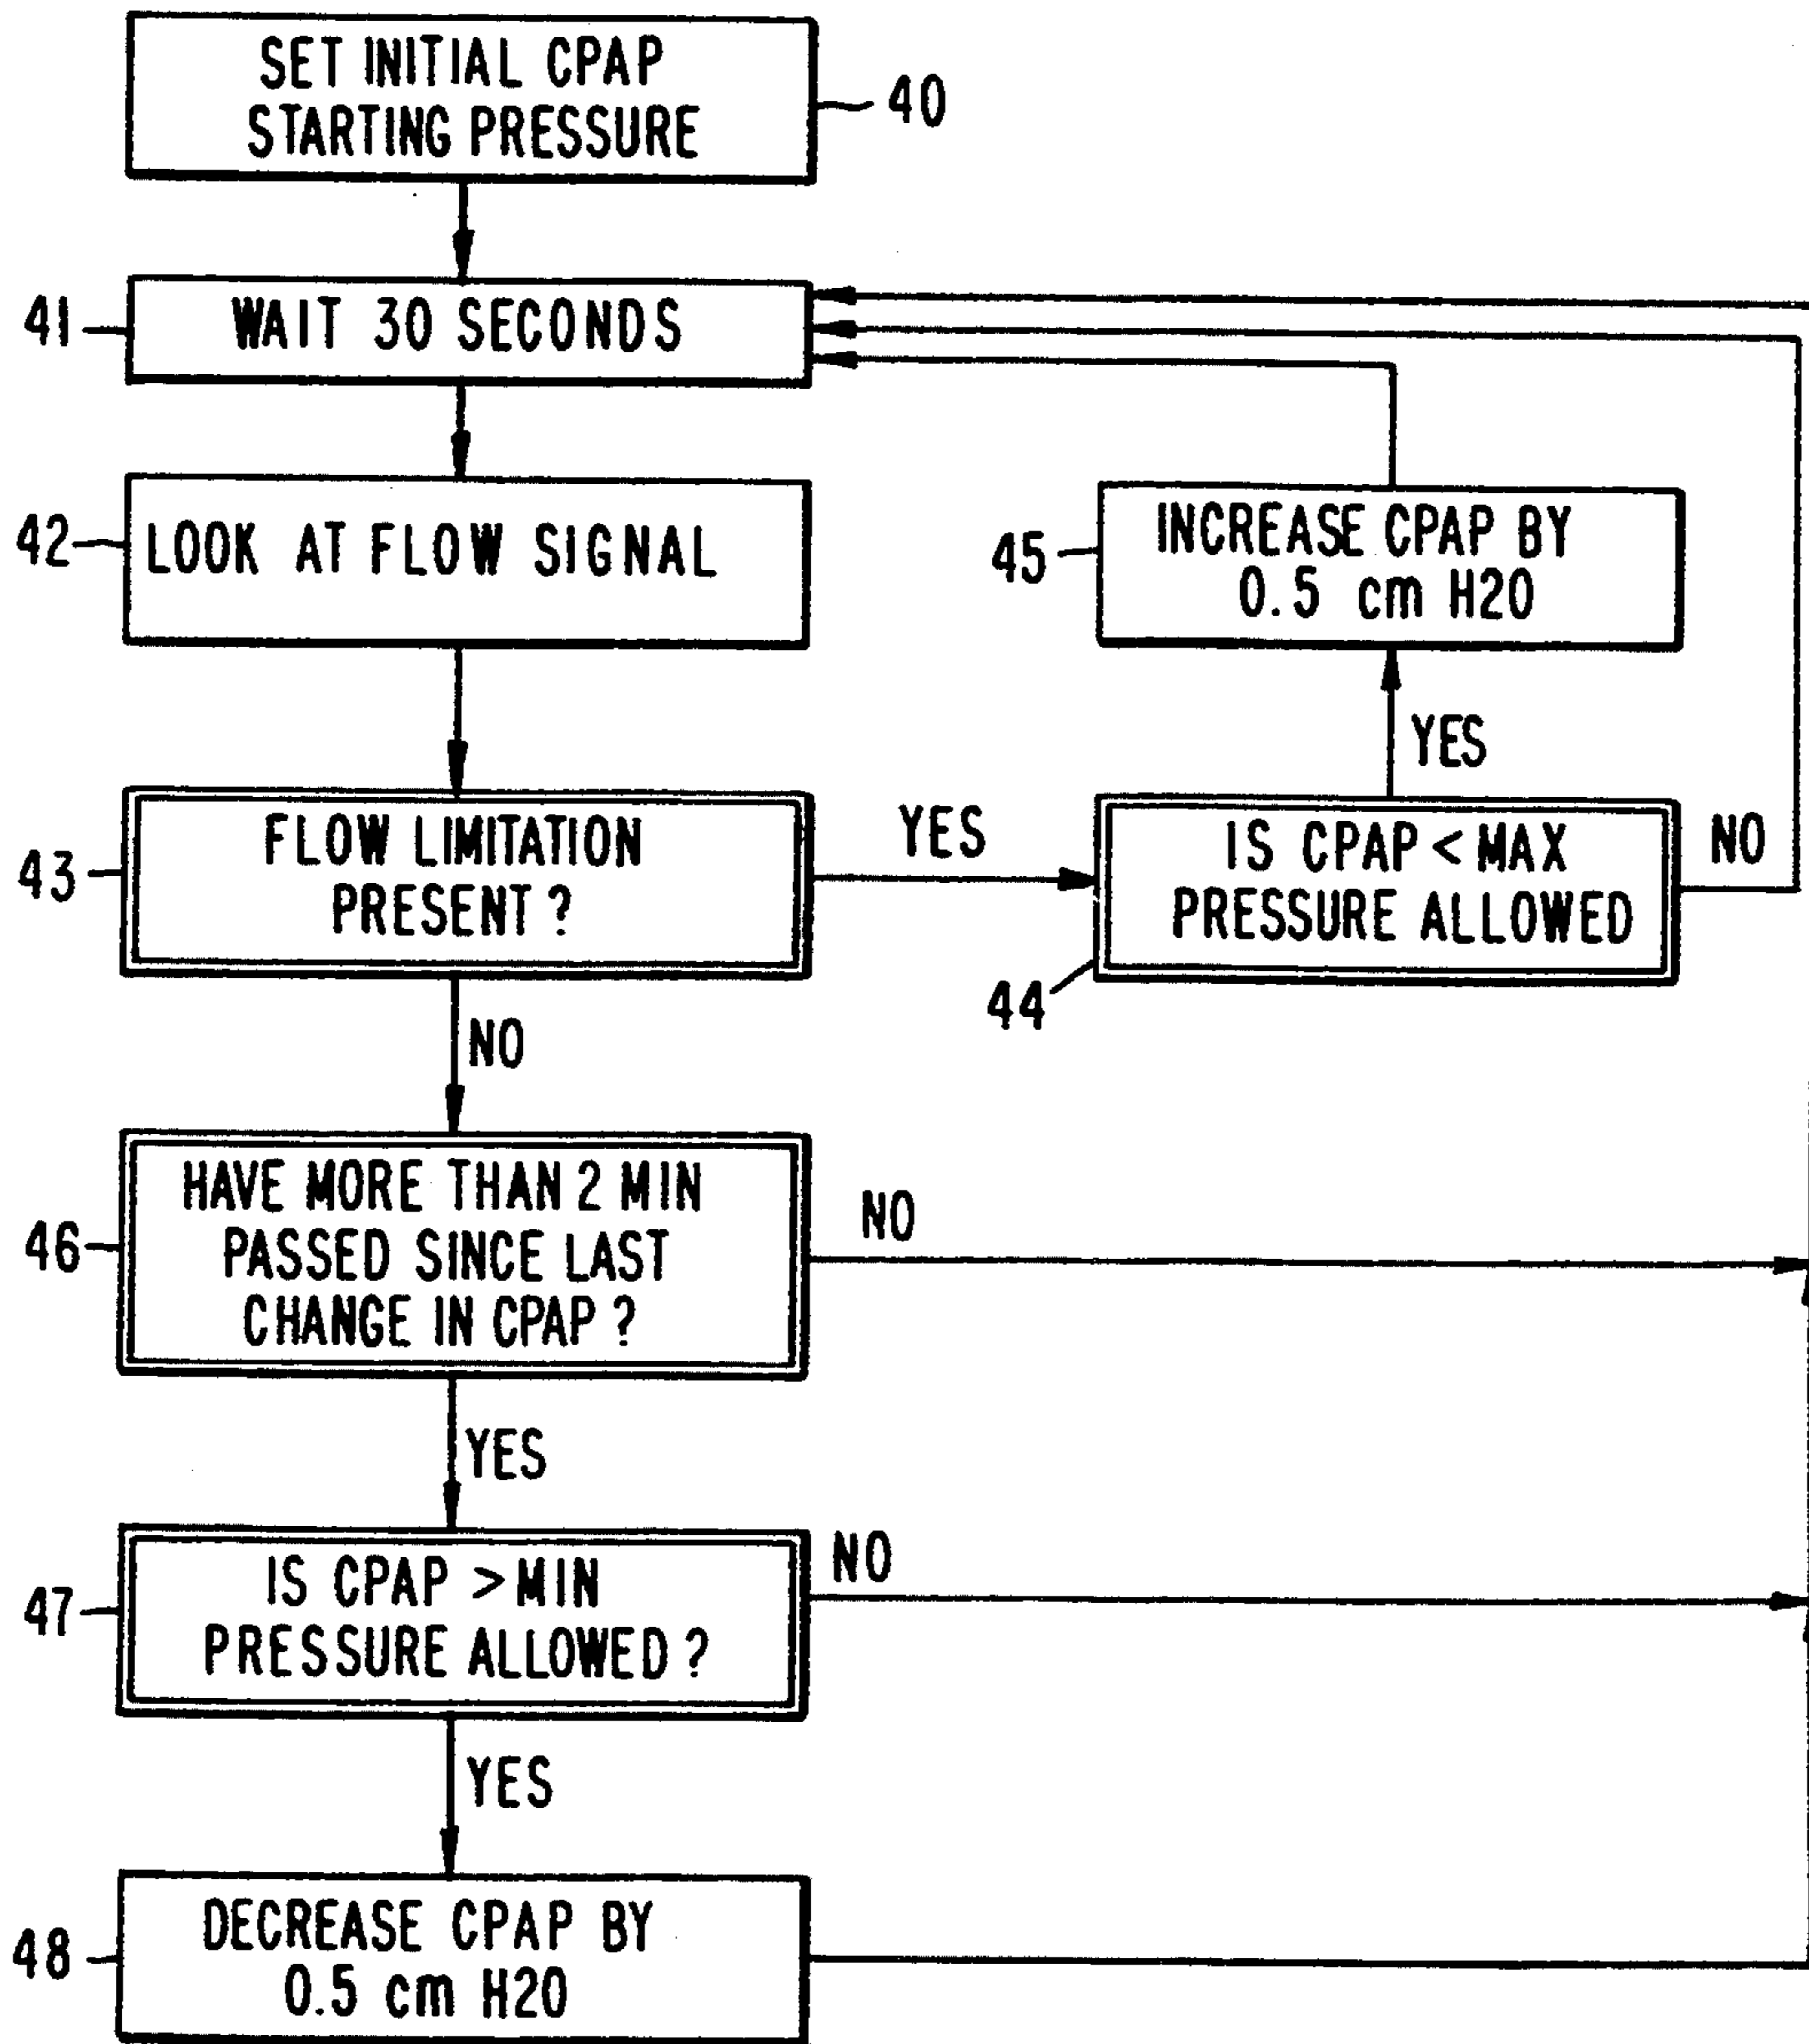 SET INITIAL CPAP
STARTING PRESSURE
40
41
WAIT 30 SECONDS
42
LOOK AT FLOW SIGNAL
45
INCREASE CPAP BY
0.5 cm H20
YES
43
FLOW LIMITATION
PRESENT?
YES
IS CPAP < MAX
PRESSURE ALLOWED
NO
44
NO
46
HAVE MORE THAN 2 MIN
PASSED SINCE LAST
CHANGE IN CPAP?
NO
YES
47
IS CPAP > MIN
PRESSURE ALLOWED?
NO
YES
48
DECREASE CPAP BY
0.5 cm H20